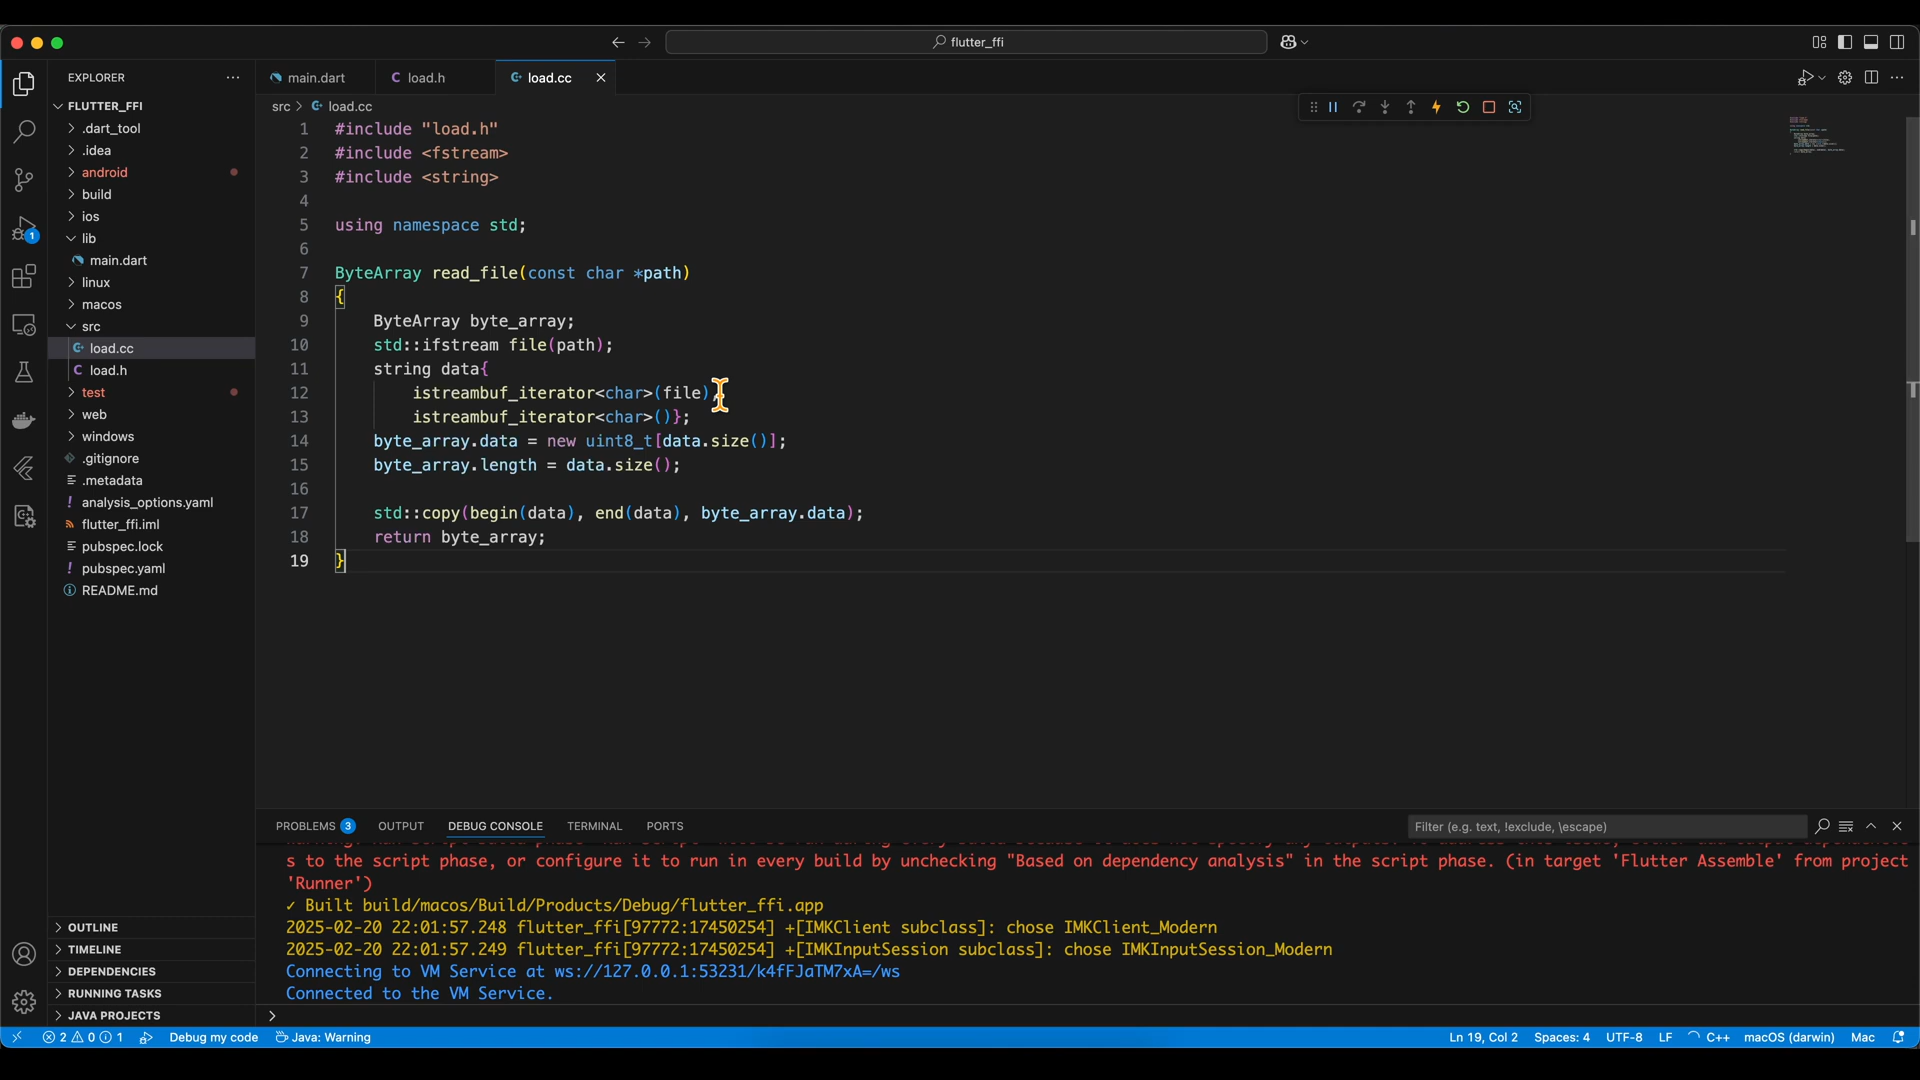 flutter_ffi
EXPLORER
main.dart
load.h
load.cc
FLUTTER_FFI
.dart_tool
.idea
android
build
ios
lib
main.dart
linux
macos
src
load.cc
load.h
test
web
windows
.gitignore
.metadata
analysis_options.yaml
flutter_ffi.iml
pubspec.lock
pubspec.yaml
README.md
OUTLINE
TIMELINE
DEPENDENCIES
RUNNING TASKS
JAVA PROJECTS
1
src > load.cc
1 #include "load.h"
2 #include <fstream>
3 #include <string>
4
5 using namespace std;
6
7 ByteArray read_file(const char *path)
8 {
9 ByteArray byte_array;
10 std::ifstream file(path);
11 string data{
12 istreambuf_iterator<char>(file),
13 istreambuf_iterator<char>()};
14 byte_array.data = new uint8_t[data.size()];
15 byte_array.length = data.size();
16
17 std::copy(begin(data), end(data), byte_array.data);
18 return byte_array;
19 }
PROBLEMS 3 OUTPUT DEBUG CONSOLE TERMINAL PORTS
Filter (e.g. text, !exclude, \escape)
s to the script phase, or configure it to run in every build by unchecking "Based on dependency analysis" in the script phase. (in target 'Flutter Assemble' from project
'Runner')
✓ Built build/macos/Build/Products/Debug/flutter_ffi.app
2025-02-20 22:01:57.248 flutter_ffi[97772:17450254] +[IMKClient subclass]: chose IMKClient_Modern
2025-02-20 22:01:57.249 flutter_ffi[97772:17450254] +[IMKInputSession subclass]: chose IMKInputSession_Modern
Connecting to VM Service at ws://127.0.0.1:53231/k4fFJaTM7xA=/ws
Connected to the VM Service.
2 0 1 Debug my code Java: Warning Ln 19, Col 2 Spaces: 4 UTF-8 LF C++ macOS (darwin) Mac